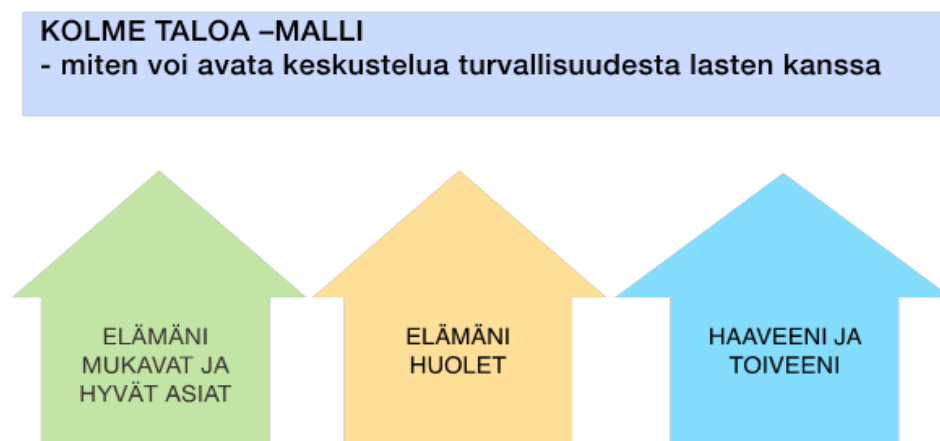 KOLME TALOA –MALLI
- miten voi avata keskustelua turvallisuudesta lasten kanssa
ELÄMÄNI
MUKAVAT JA
HYVÄT ASIAT
ELÄMÄNI
HUOLET
HAAVEENI JA
TOIVEENI